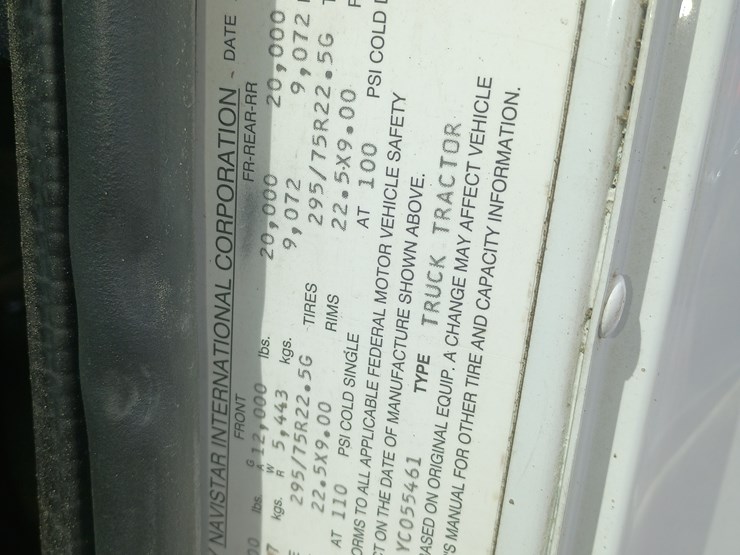 Y NAVISTAR INTERNATIONAL CORPORATION - DATE
FRONT FR-REAR-RR
00 lbs. G A 12,000 lbs. 20,000 20,000
kgs. W R 5,443 kgs. 9,072 9,072
295/75R22.5G TIRES 295/75R22.5G
22.5X9.00 RIMS 22.5X9.00
AT 110 PSI COLD SINGLE AT 100 PSI COLD
ORMS TO ALL APPLICABLE FEDERAL MOTOR VEHICLE SAFETY
CT ON THE DATE OF MANUFACTURE SHOWN ABOVE.
YC055461 TYPE TRUCK TRACTOR
ASED ON ORIGINAL EQUIP. A CHANGE MAY AFFECT VEHICLE
'S MANUAL FOR OTHER TIRE AND CAPACITY INFORMATION.